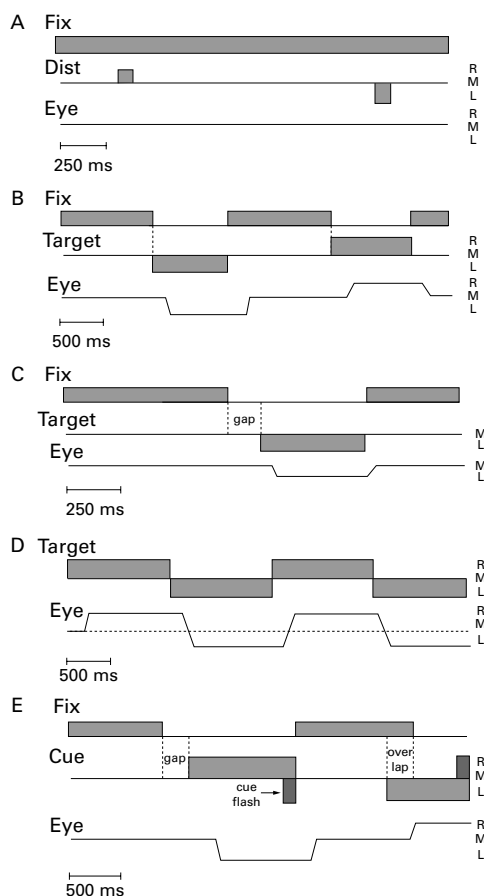 A Fix
Dist
R
M
L
Eye
R
M
L
250 ms
B Fix
Target
R
M
L
Eye
R
M
L
500 ms
C Fix
gap
Target
M
L
Eye
M
L
250 ms
D Target
R
M
L
Eye
R
M
L
500 ms
E Fix
Cue
gap
over
lap
R
M
L
cue
flash
Eye
R
M
L
500 ms